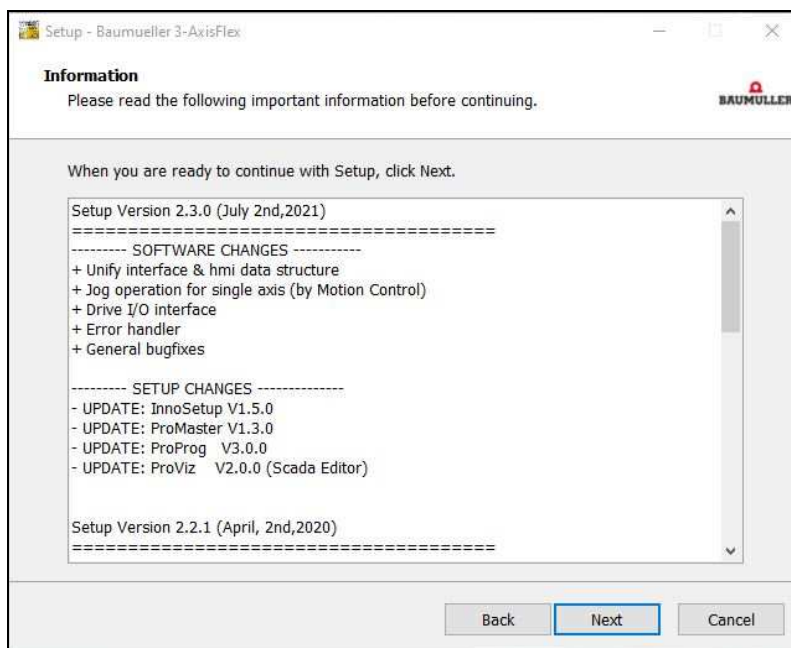 Setup - Baumueller 3-AxisFlex
Information
Please read the following important information before continuing.
BAUMÜLLER
When you are ready to continue with Setup, click Next.
Setup Version 2.3.0 (July 2nd,2021)
======================================
--------- SOFTWARE CHANGES -----------
+ Unify interface & hmi data structure
+ Jog operation for single axis (by Motion Control)
+ Drive I/O interface
+ Error handler
+ General bugfixes
--------- SETUP CHANGES --------------
- UPDATE: InnoSetup V1.5.0
- UPDATE: ProMaster V1.3.0
- UPDATE: ProProg   V3.0.0
- UPDATE: ProViz    V2.0.0 (Scada Editor)
Setup Version 2.2.1 (April, 2nd,2020)
======================================
Back Next Cancel